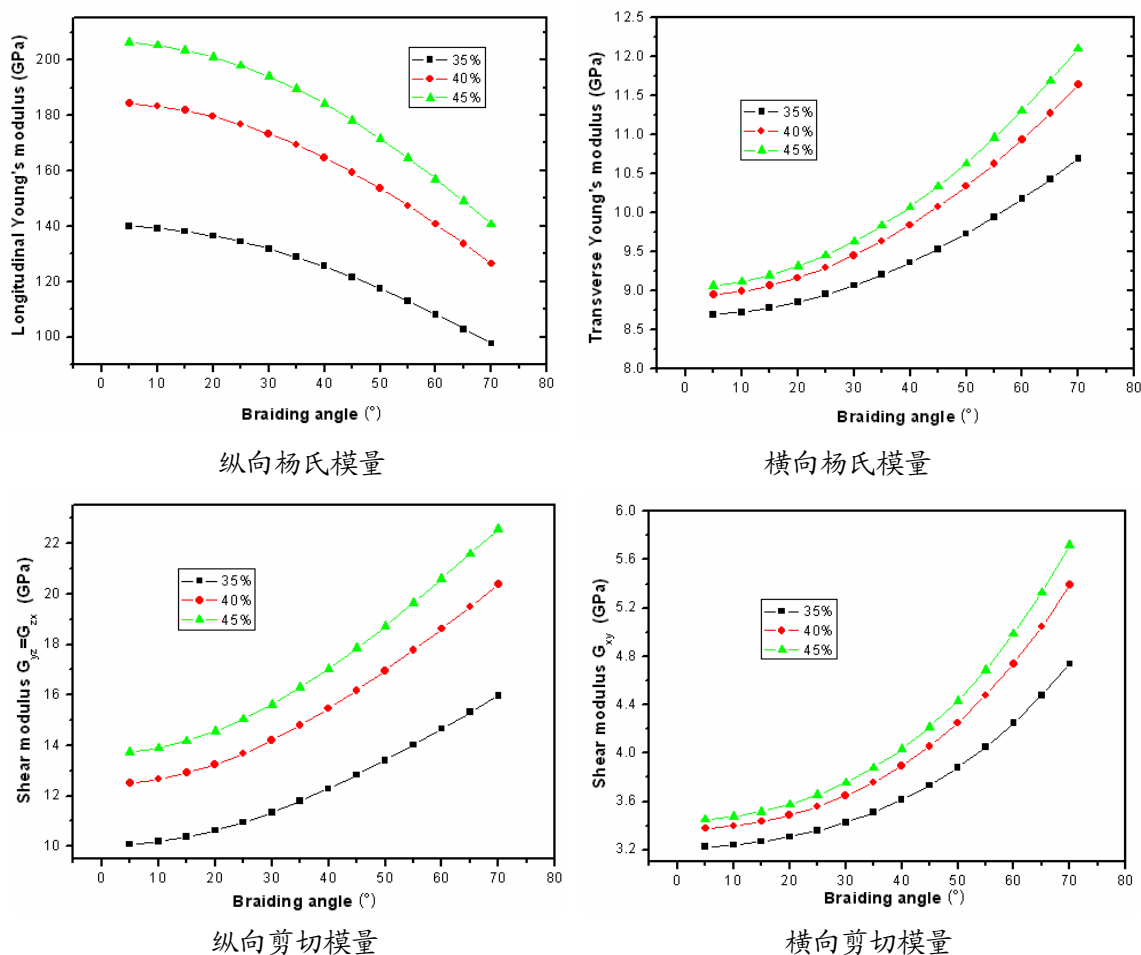 Longitudinal Young's modulus (GPa)
200
180
160
140
120
100
35%
40%
45%
0 10 20 30 40 50 60 70 80
Braiding angle (°)
纵向杨氏模量
Transverse Young's modulus (GPa)
12.5
12.0
11.5
11.0
10.5
10.0
9.5
9.0
8.5
8.0
35%
40%
45%
0 10 20 30 40 50 60 70 80
Braiding angle (°)
横向杨氏模量
Shear modulus Gyz=Gzx (GPa)
22
20
18
16
14
12
10
35%
40%
45%
0 10 20 30 40 50 60 70 80
Braiding angle (°)
纵向剪切模量
Shear modulus Gxy (GPa)
6.0
5.6
5.2
4.8
4.4
4.0
3.6
3.2
35%
40%
45%
0 10 20 30 40 50 60 70 80
Braiding angle (°)
横向剪切模量